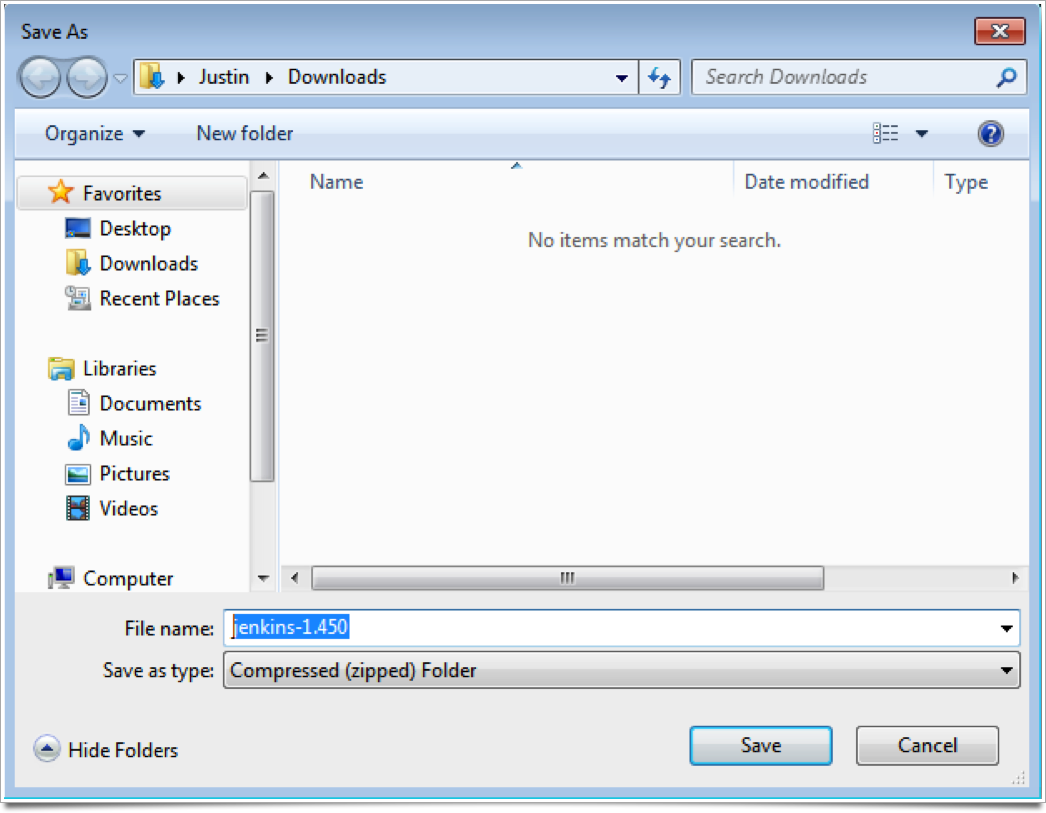 Save As
Justin Downloads
Search Downloads
Organize New folder
Name Date modified Type
No items match your search.
Favorites
Desktop
Downloads
Recent Places
Libraries
Documents
Music
Pictures
Videos
Computer
File name: jenkins-1.450
Save as type: Compressed (zipped) Folder
Hide Folders Save Cancel